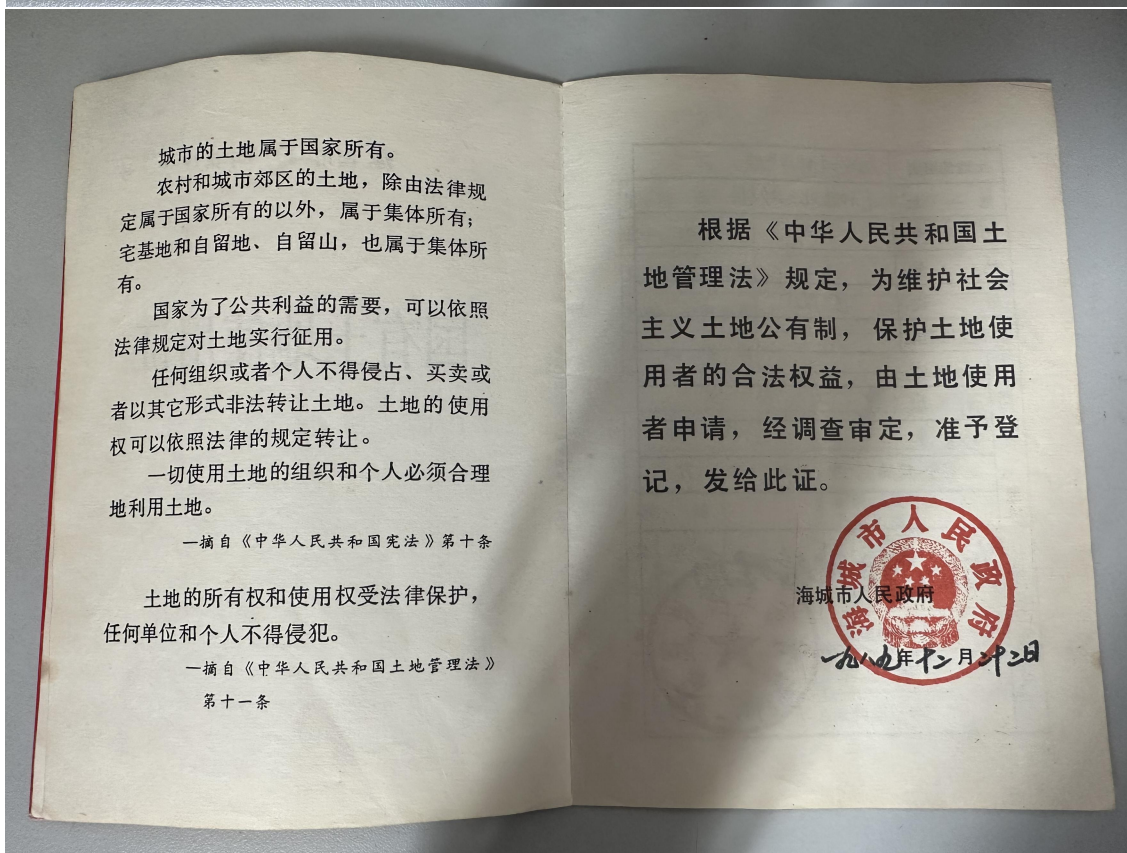 城市的土地属于国家所有。
农村和城市郊区的土地，除由法律规
定属于国家所有的以外，属于集体所有；
宅基地和自留地、自留山，也属于集体所
有。
国家为了公共利益的需要，可以依照
法律规定对土地实行征用。
任何组织或者个人不得侵占、买卖或
者以其它形式非法转让土地。土地的使用
权可以依照法律的规定转让。
一切使用土地的组织和个人必须合理
地利用土地。
—摘自《中华人民共和国宪法》第十条
土地的所有权和使用权受法律保护，
任何单位和个人不得侵犯。
—摘自《中华人民共和国土地管理法》
第十一条
根据《中华人民共和国土
地管理法》规定，为维护社会
主义土地公有制，保护土地使
用者的合法权益，由土地使用
者申请，经调查审定，准予登
记，发给此证。
海城市人民政府
海城市人民政府
一九八九年十二月廿二日